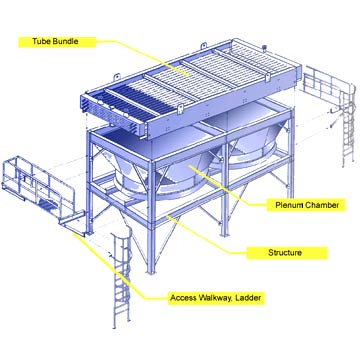 Tube Bundle
Plenum Chamber
Structure
Access Walkway, Ladder